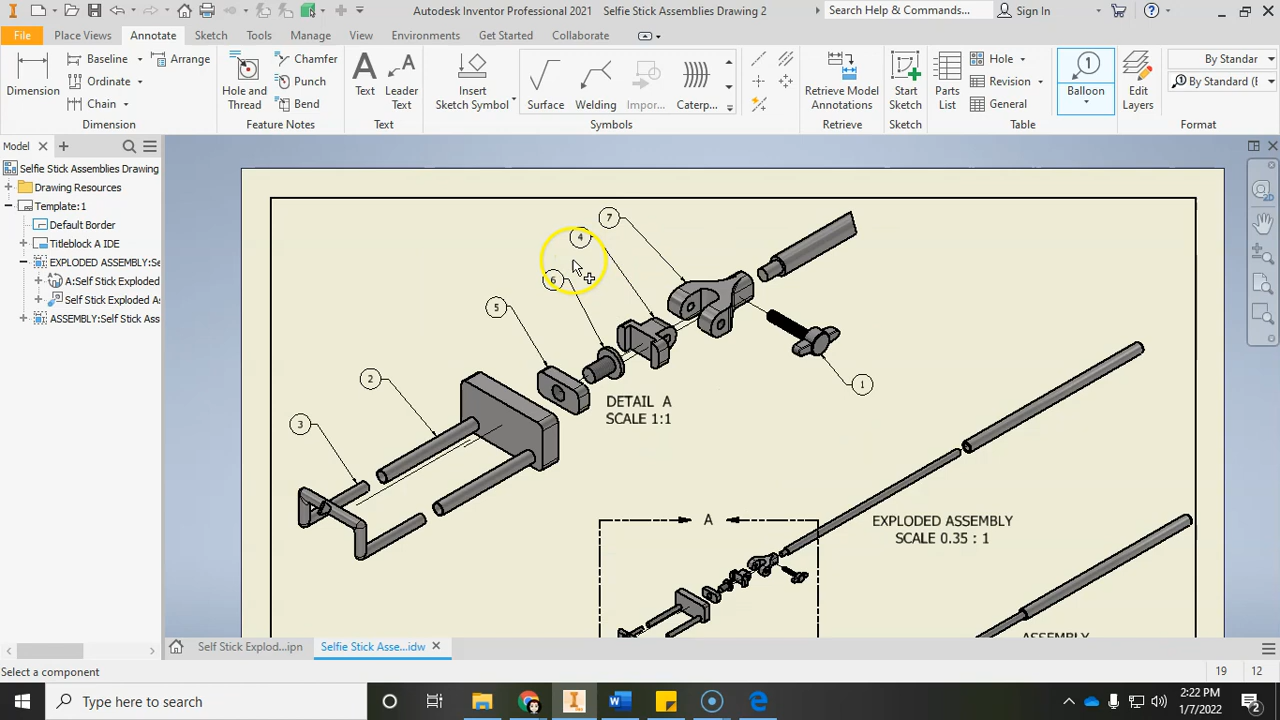 Autodesk Inventor Professional 2021 Selfie Stick Assemblies Drawing 2
Search Help & Commands...
Sign In
File Place Views Annotate Sketch Tools Manage View Environments Get Started Collaborate
Dimension
Baseline
Ordinate
Chain
Arrange
Dimension
Hole and Thread
Chamfer
Punch
Bend
Feature Notes
Text
Leader Text
Text
Insert Sketch Symbol
Surface
Welding
Impor...
Caterp...
Symbols
Retrieve Model Annotations
Retrieve
Start Sketch
Sketch
Parts List
Hole
Revision
General
Table
Balloon
Edit Layers
By Standar
By Standard (E
Format
Model
Selfie Stick Assemblies Drawing
Drawing Resources
Template:1
Default Border
Titleblock A IDE
EXPLODED ASSEMBLY:Se
A:Self Stick Exploded
Self Stick Exploded As
ASSEMBLY:Self Stick Ass
7
4
6
5
2
3
1
DETAIL A
SCALE 1:1
A
EXPLODED ASSEMBLY
SCALE 0.35 : 1
Self Stick Explod...ipn
Selfie Stick Asse...idw
Select a component
19 12
Type here to search
2:22 PM
1/7/2022
2